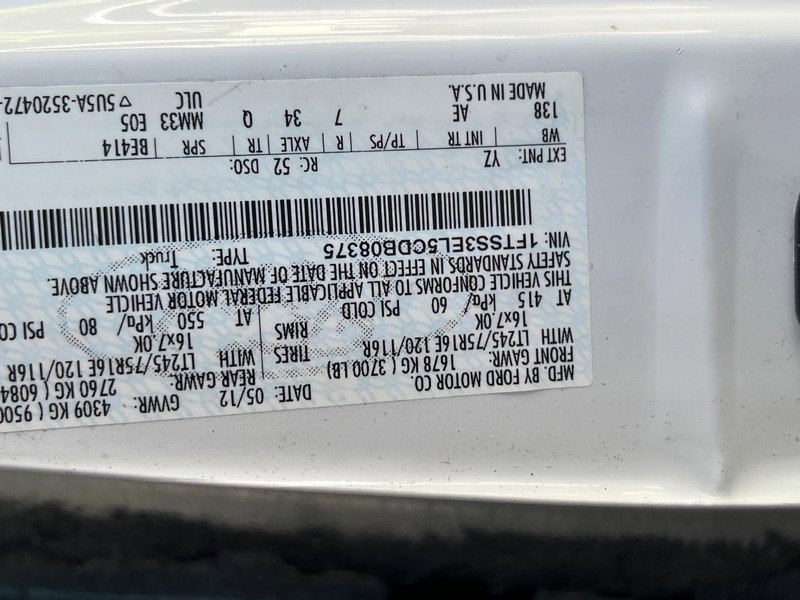 MFD. BY FORD MOTOR CO.
DATE: 05/12 GVWR: 4309 KG ( 9500
FRONT GAWR: 1678 KG ( 3700 LB) REAR GAWR: 2760 KG ( 6084
WITH LT245/75R16E 120/116R TIRES WITH LT245/75R16E 120/116R
16x7.0K RIMS 16x7.0K
AT 415 kPa/ 60 PSI COLD AT 550 kPa/ 80 PSI CO
THIS VEHICLE CONFORMS TO ALL APPLICABLE FEDERAL MOTOR VEHICLE
SAFETY STANDARDS IN EFFECT ON THE DATE OF MANUFACTURE SHOWN ABOVE.
VIN: 1FTSS3EL5CDB08375 TYPE: Truck
EXT PNT: YZ RC: 52 DSO:
WB INT TR TP/PS R AXLE TR SPR BE414
138 AE 7 34 Q MM33 E05
MADE IN U.S.A. ULC ▽ 5U5A-3520472-